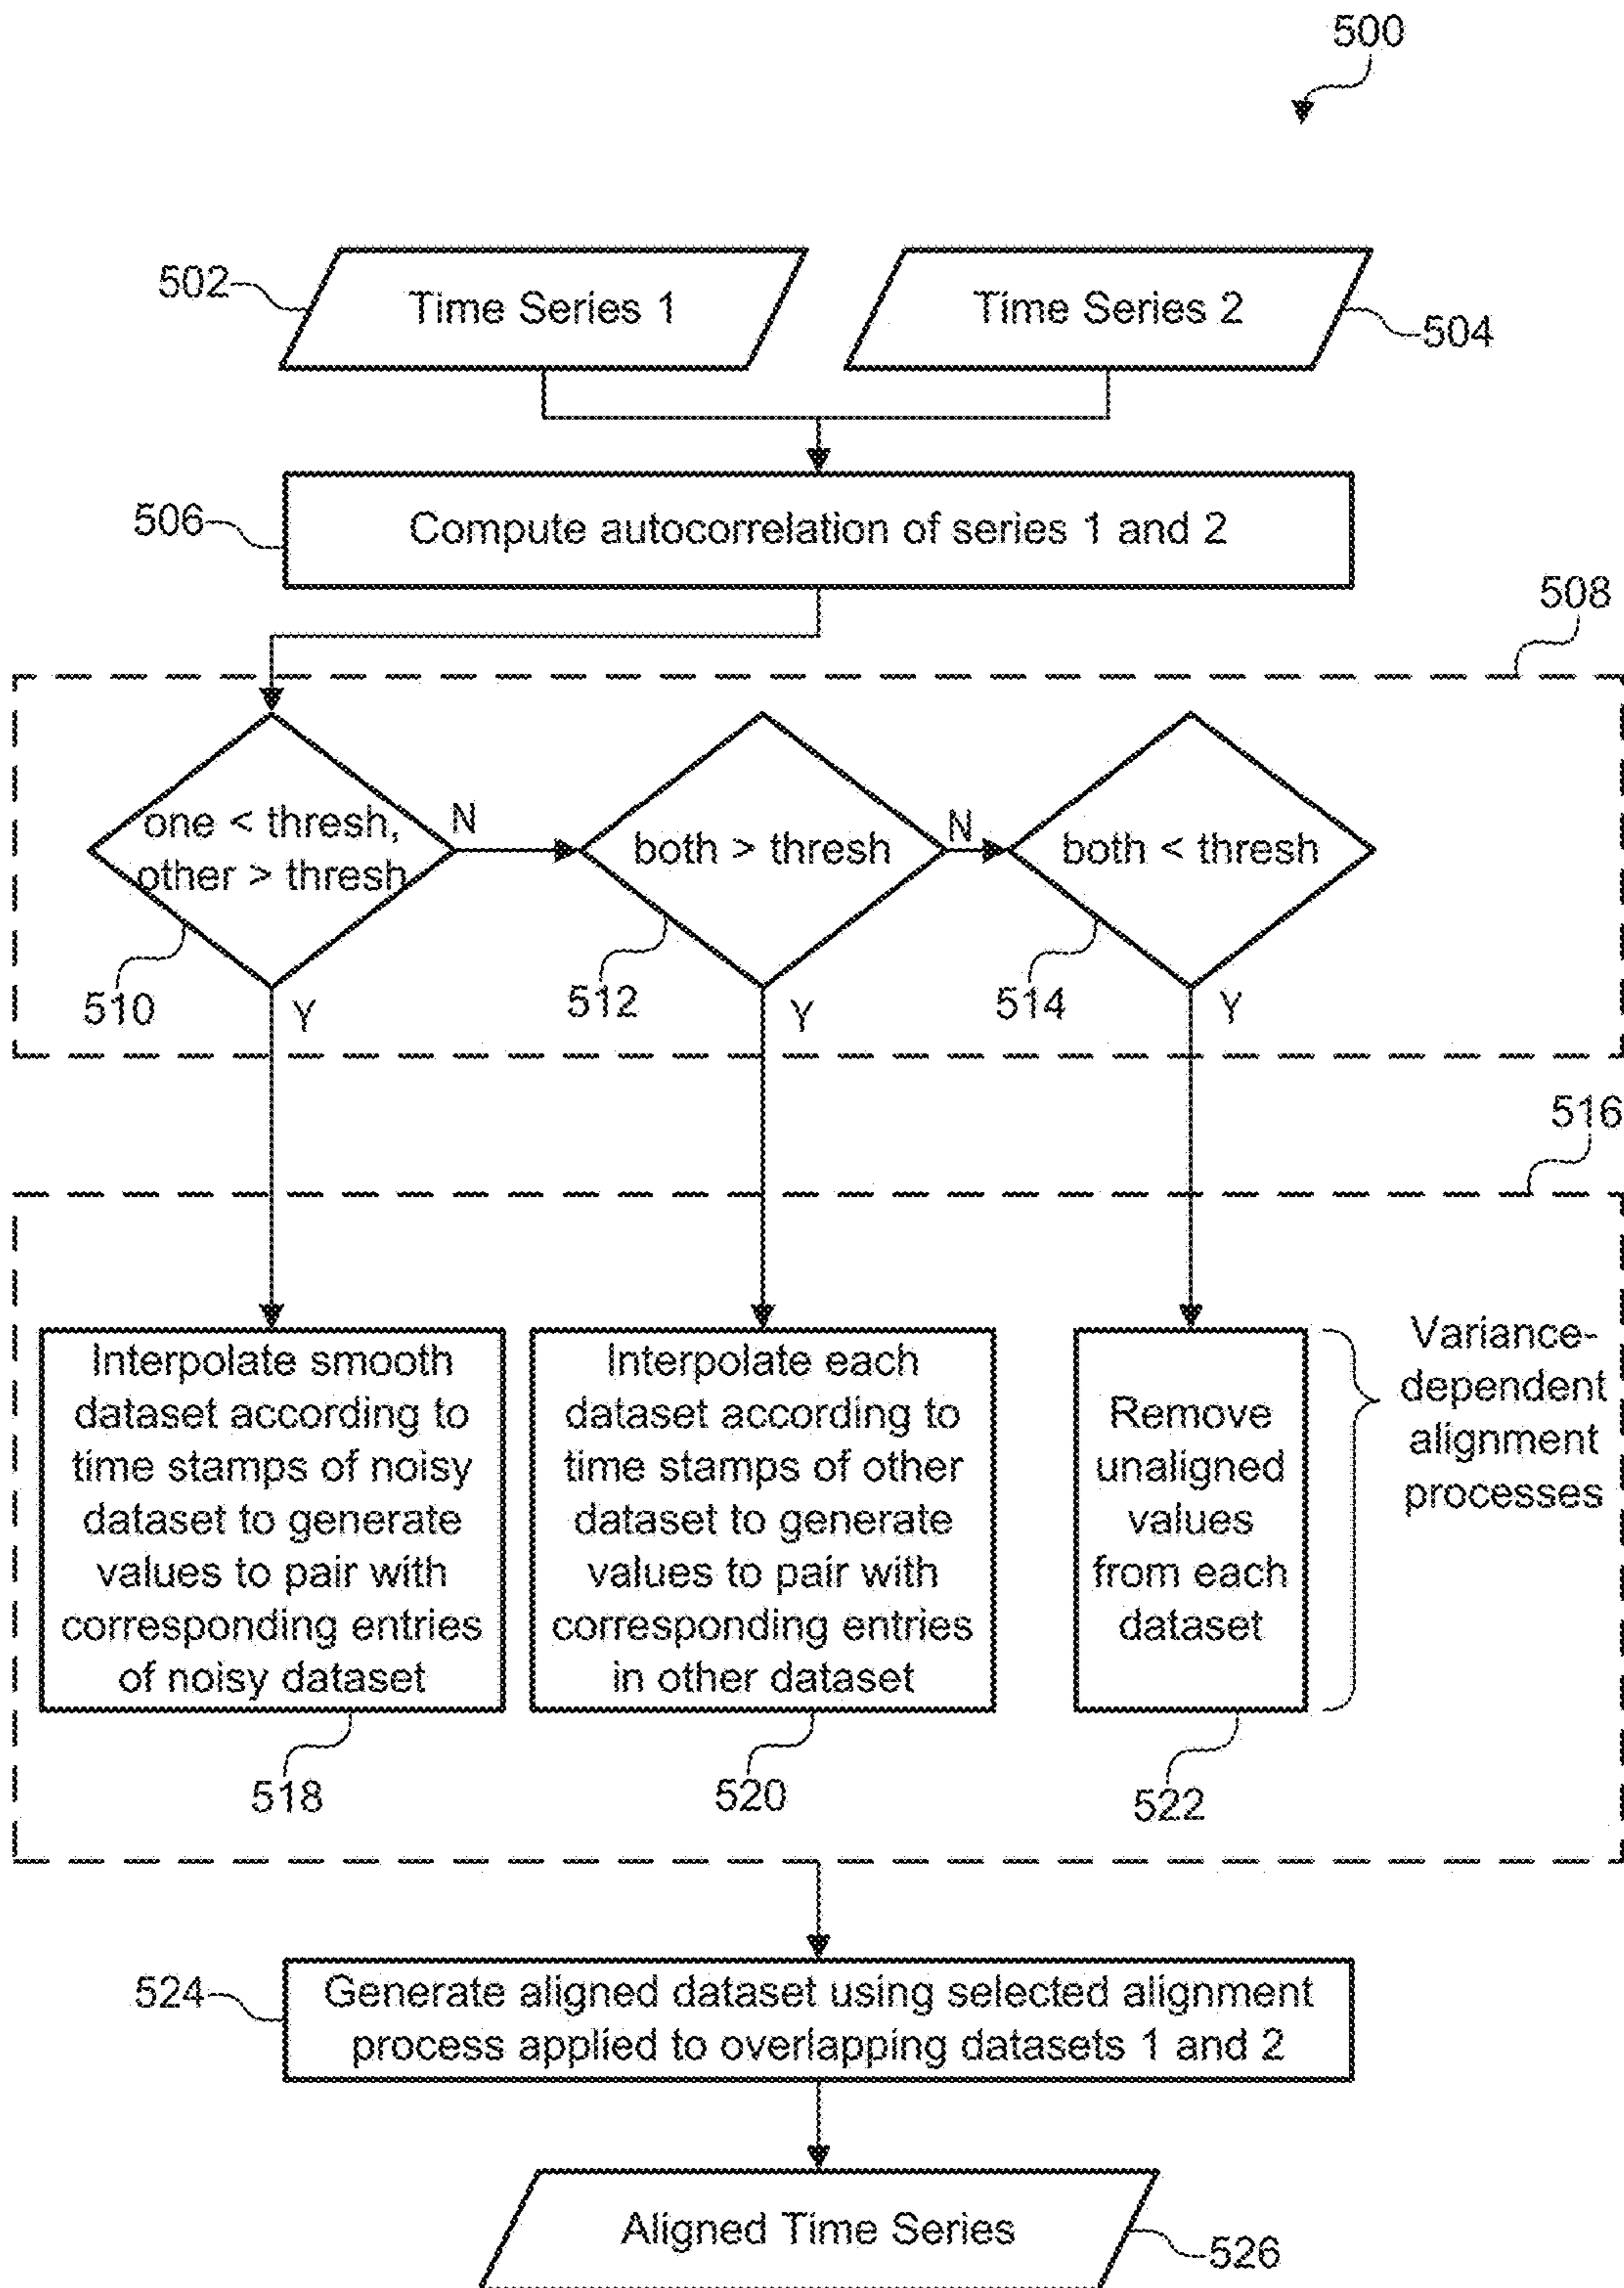 500
502
Time Series 1
Time Series 2
504
506
Compute autocorrelation of series 1 and 2
508
one < thresh,
other > thresh
N
both > thresh
N
both < thresh
510
Y
512
Y
514
Y
516
Interpolate smooth
dataset according to
time stamps of noisy
dataset to generate
values to pair with
corresponding entries
of noisy dataset
Interpolate each
dataset according to
time stamps of other
dataset to generate
values to pair with
corresponding entries
in other dataset
Remove
unaligned
values
from each
dataset
Variance-
dependent
alignment
processes
518
520
522
524
Generate aligned dataset using selected alignment
process applied to overlapping datasets 1 and 2
Aligned Time Series
526